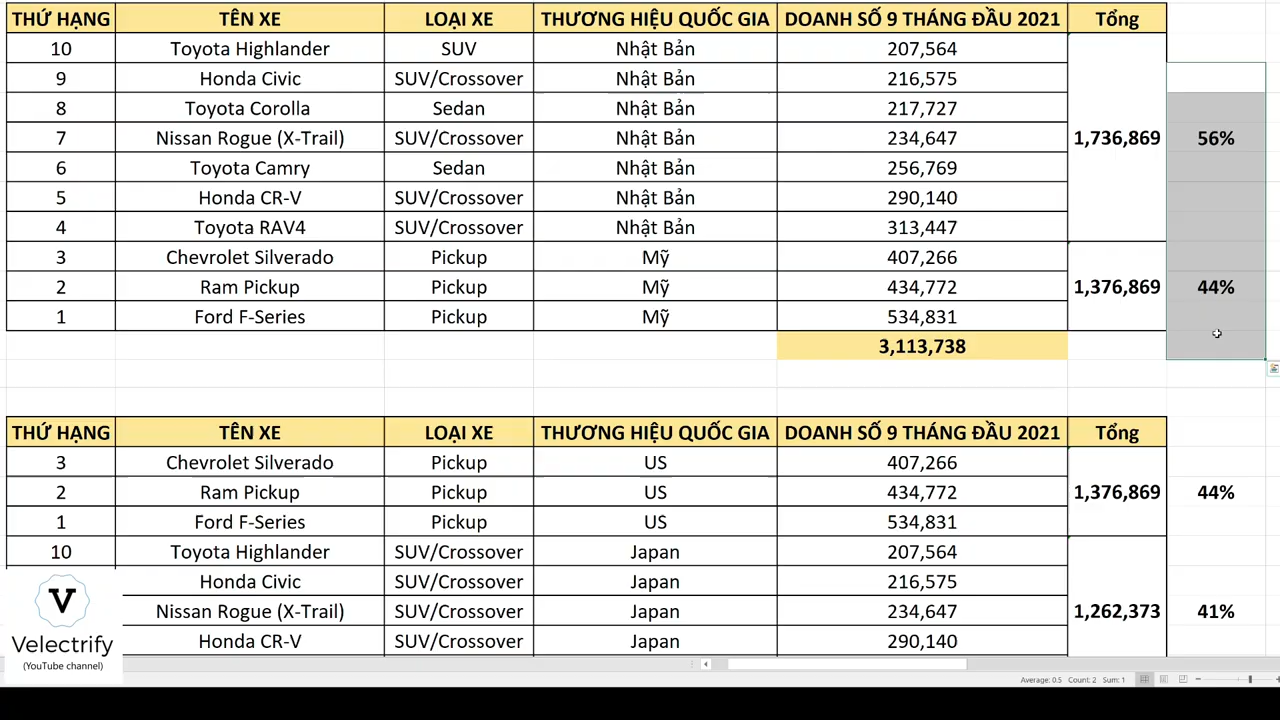 THỨ HẠNG TÊN XE LOẠI XE THƯƠNG HIỆU QUỐC GIA DOANH SỐ 9 THÁNG ĐẦU 2021 Tổng
10 Toyota Highlander SUV Nhật Bản 207,564
9 Honda Civic SUV/Crossover Nhật Bản 216,575
8 Toyota Corolla Sedan Nhật Bản 217,727
7 Nissan Rogue (X-Trail) SUV/Crossover Nhật Bản 234,647 1,736,869 56%
6 Toyota Camry Sedan Nhật Bản 256,769
5 Honda CR-V SUV/Crossover Nhật Bản 290,140
4 Toyota RAV4 SUV/Crossover Nhật Bản 313,447
3 Chevrolet Silverado Pickup Mỹ 407,266
2 Ram Pickup Pickup Mỹ 434,772 1,376,869 44%
1 Ford F-Series Pickup Mỹ 534,831
3,113,738
THỨ HẠNG TÊN XE LOẠI XE THƯƠNG HIỆU QUỐC GIA DOANH SỐ 9 THÁNG ĐẦU 2021 Tổng
3 Chevrolet Silverado Pickup US 407,266
2 Ram Pickup Pickup US 434,772 1,376,869 44%
1 Ford F-Series Pickup US 534,831
10 Toyota Highlander SUV/Crossover Japan 207,564
Honda Civic SUV/Crossover Japan 216,575
Nissan Rogue (X-Trail) SUV/Crossover Japan 234,647 1,262,373 41%
Honda CR-V SUV/Crossover Japan 290,140
V
Velectrify
(YouTube channel)
Average: 0.5 Count: 2 Sum: 1